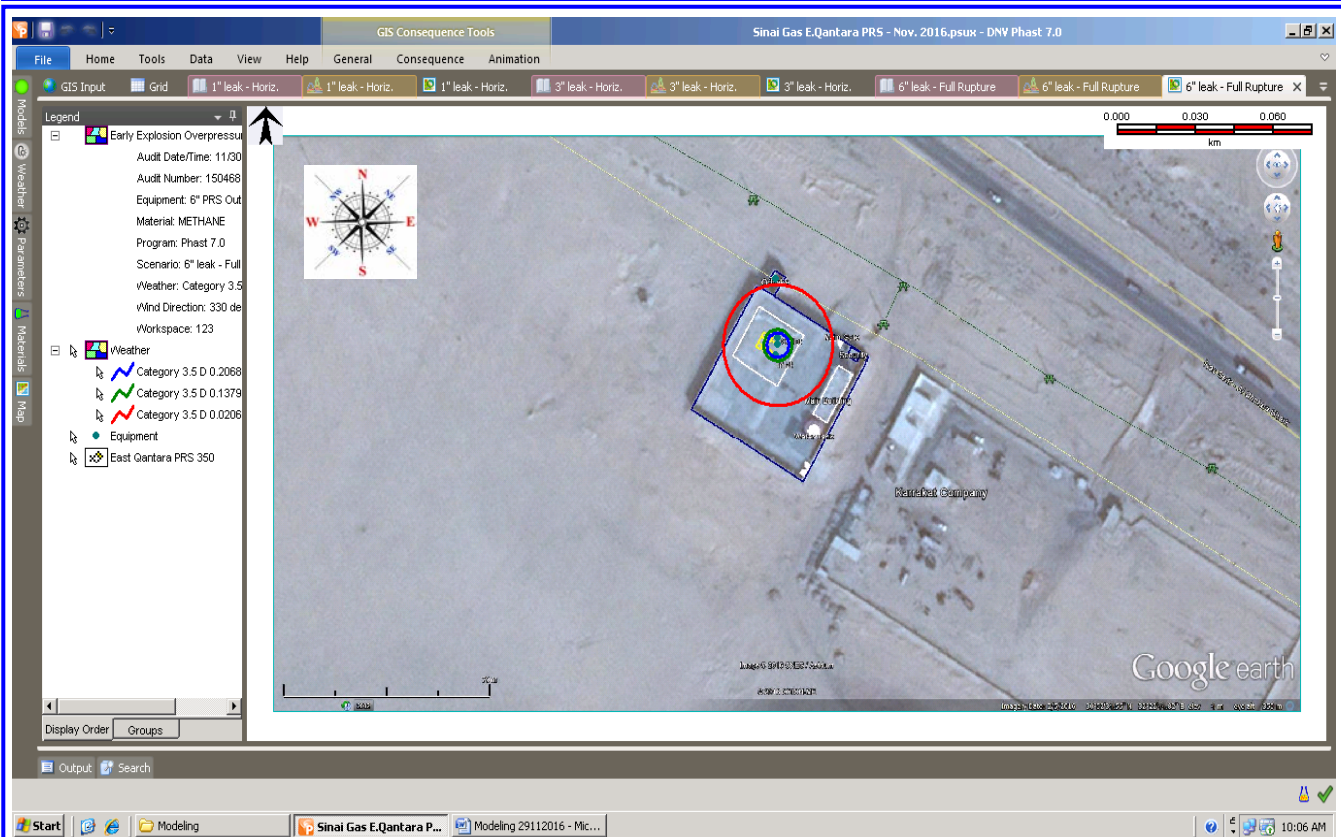 GIS Consequence Tools
Sinai Gas E.Qantara PRS - Nov. 2016.psux - DNV Phast 7.0
File Home Tools Data View Help General Consequence Animation
GIS Input Grid 1" leak - Horiz. 1" leak - Horiz. 1" leak - Horiz. 3" leak - Horiz. 3" leak - Horiz. 3" leak - Horiz. 6" leak - Full Rupture 6" leak - Full Rupture 6" leak - Full Rupture
Models
Weather
Parameters
Materials
Map
Legend
Early Explosion Overpressu
Audit Date/Time: 11/30
Audit Number: 150468
Equipment: 6" PRS Out
Material: METHANE
Program: Phast 7.0
Scenario: 6" leak - Full
Weather: Category 3.5
Wind Direction: 330 de
Workspace: 123
Weather
Category 3.5 D 0.2068
Category 3.5 D 0.1379
Category 3.5 D 0.0206
Equipment
East Qantara PRS 350
Display Order Groups
0.000 0.030 0.060
km
N
NW NE
W E
SW SE
S
Karrakat Company
Google earth
Output Search
Start Modeling Sinai Gas E.Qantara P... Modeling 29112016 - Mic... 10:06 AM